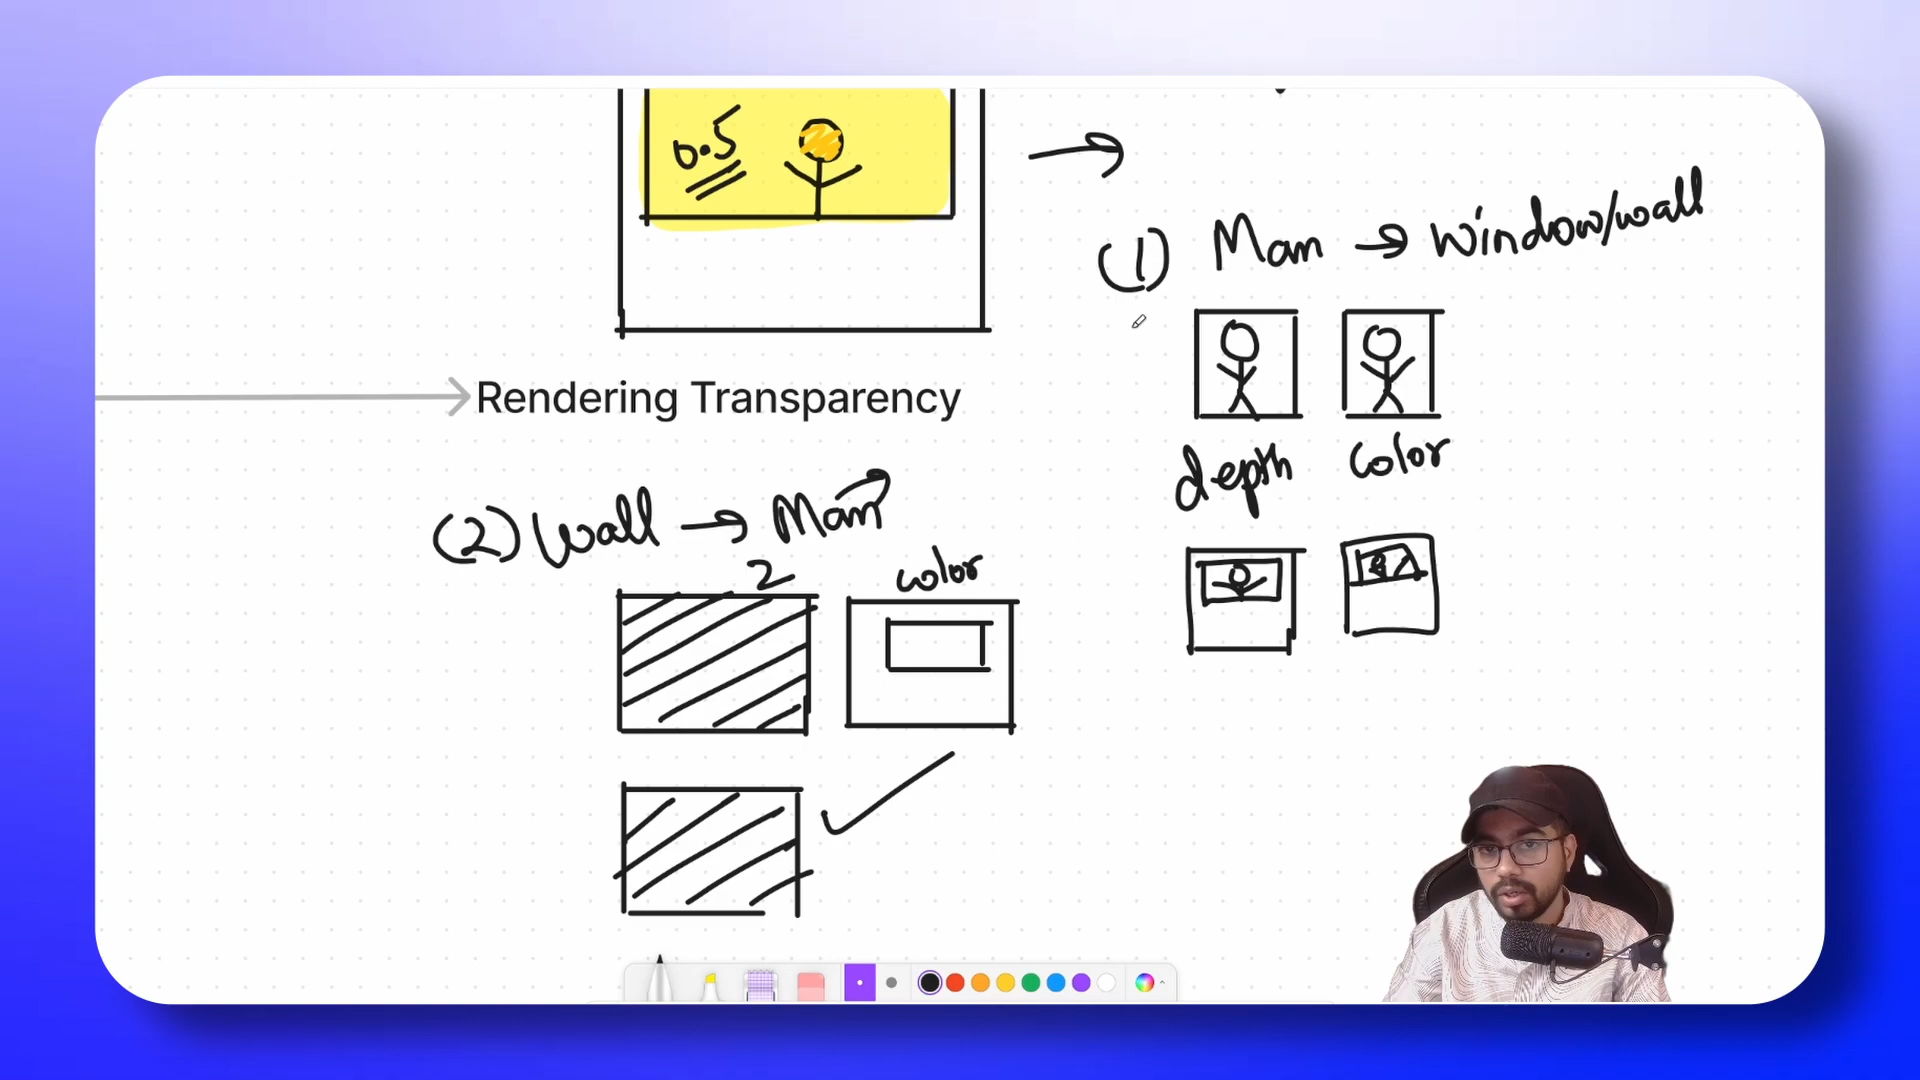 0.5
(1) Man → Window/wall
Rendering Transparency
depth
color
(2) Wall → Man
2
color